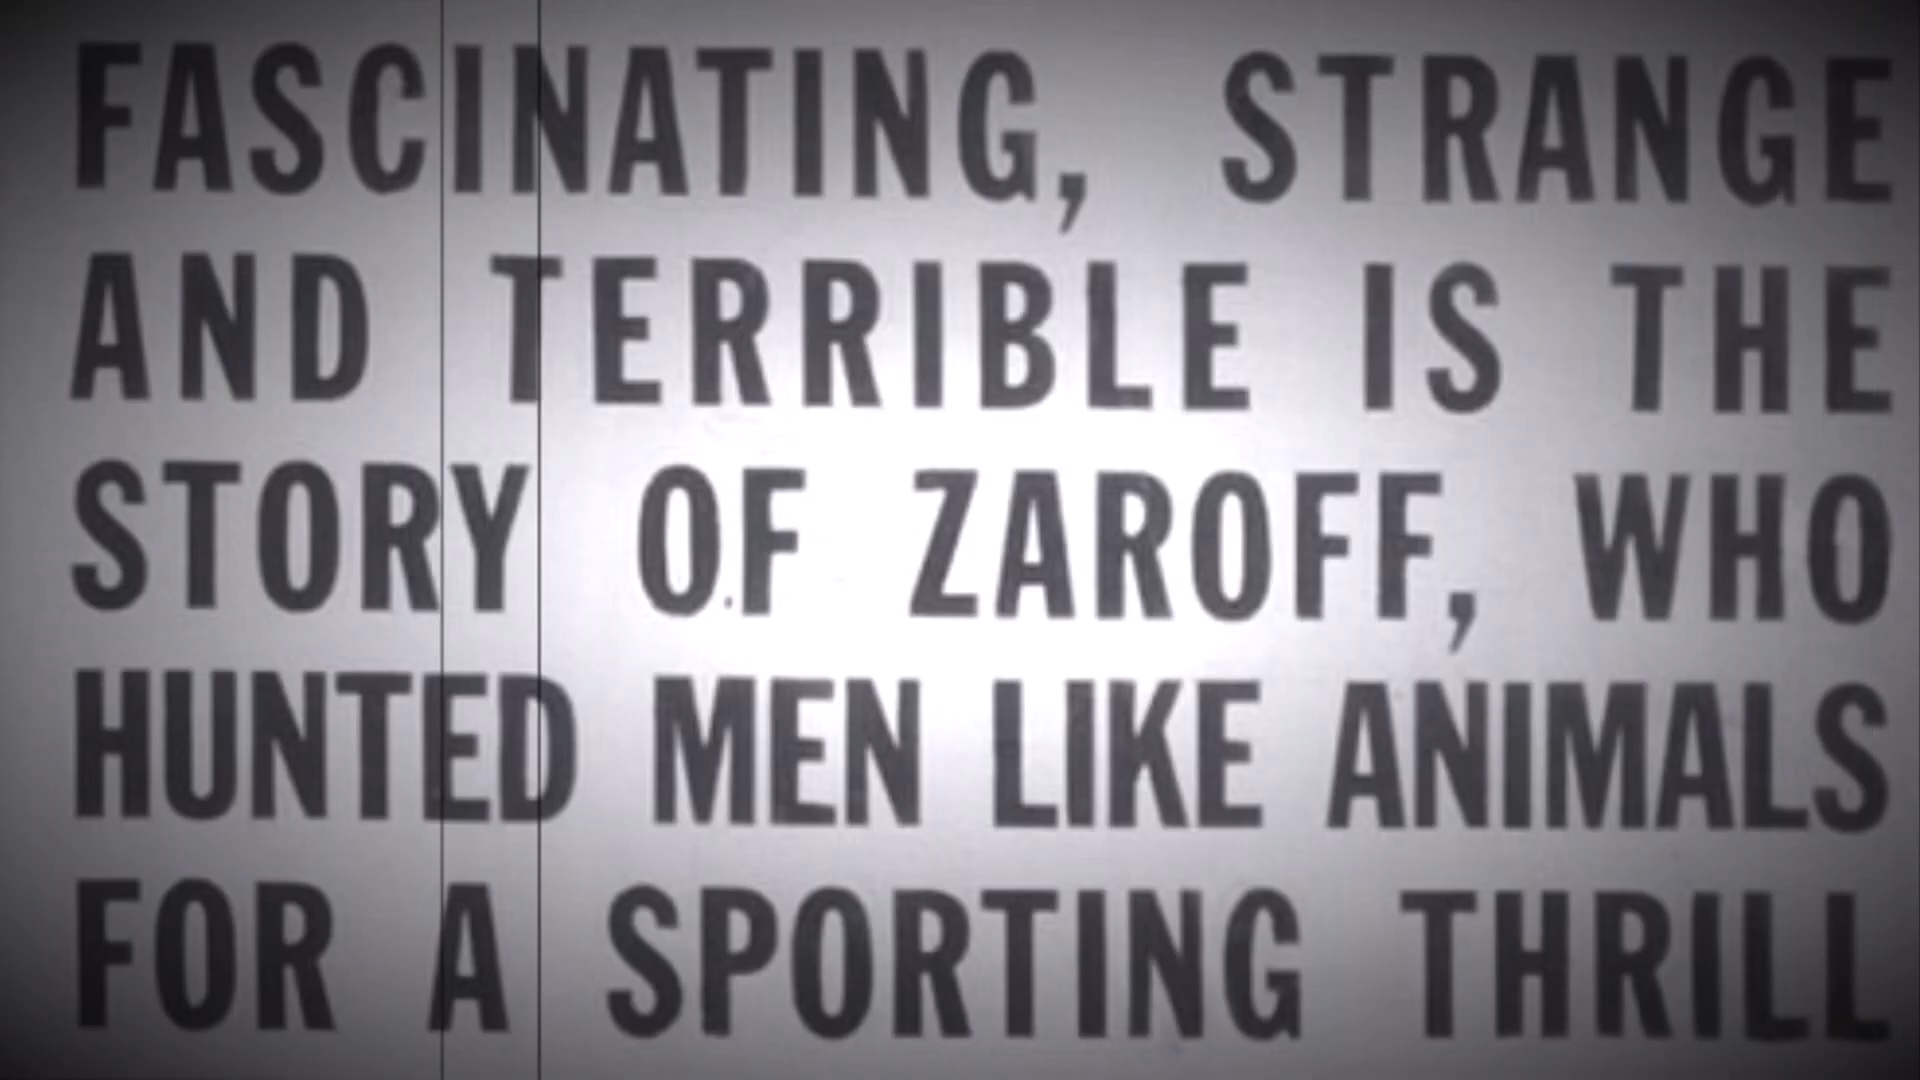 FASCINATING, STRANGE
AND TERRIBLE IS THE
STORY OF ZAROFF, WHO
HUNTED MEN LIKE ANIMALS
FOR A SPORTING THRILL